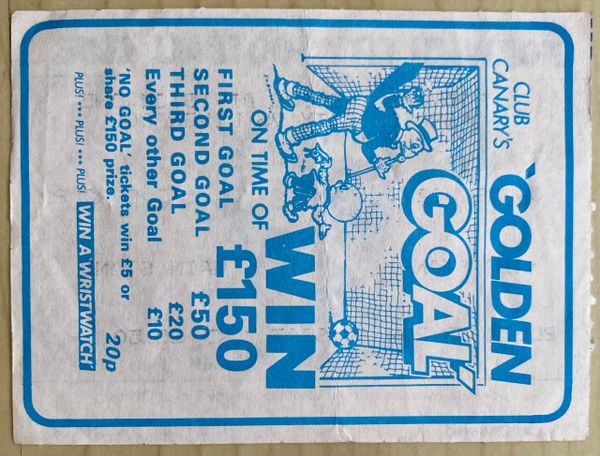 CLUB
CANARY'S
'GOLDEN
GOAL'
WIN £150
ON TIME OF
FIRST GOAL
SECOND GOAL £50
THIRD GOAL £20
Every other Goal £10
'NO GOAL' tickets win £5 or
share £150 prize.
PLUS! ••• PLUS! ••• PLUS!
WIN A 'WRISTWATCH'
20p